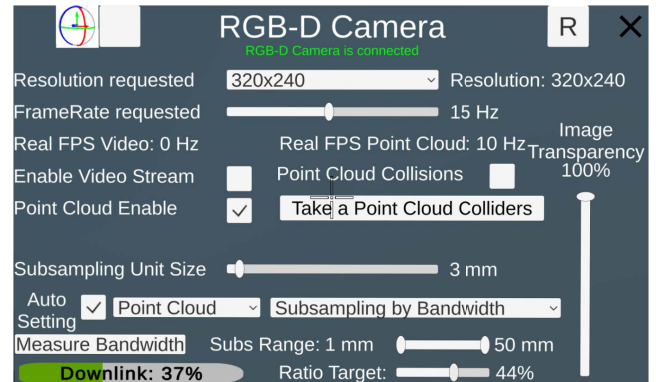 RGB-D Camera
R
RGB-D Camera is connected
Resolution requested 320x240 Resolution: 320x240
FrameRate requested 15 Hz
Real FPS Video: 0 Hz Real FPS Point Cloud: 10 Hz
Image
Transparency
100%
Enable Video Stream Point Cloud Collisions
Point Cloud Enable Take a Point Cloud Colliders
Subsampling Unit Size 3 mm
Auto
Setting
Point Cloud Subsampling by Bandwidth
Measure Bandwidth Subs Range: 1 mm 50 mm
Downlink: 37% Ratio Target: 44%